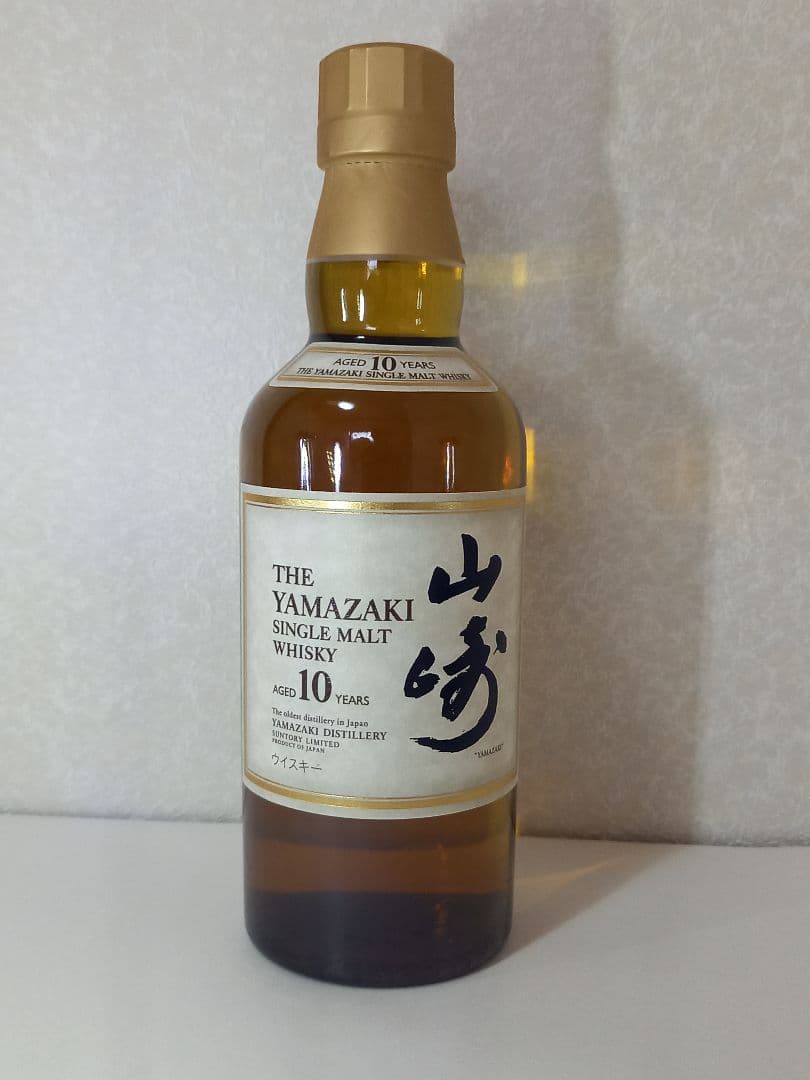 AGED 10 YEARS
THE YAMAZAKI SINGLE MALT WHISKY
THE
YAMAZAKI
SINGLE MALT
WHISKY
AGED 10 YEARS
The oldest distillery in Japan
YAMAZAKI DISTILLERY
SUNTORY LIMITED
PRODUCT OF JAPAN
ウイスキー
山崎
"YAMAZAKI"